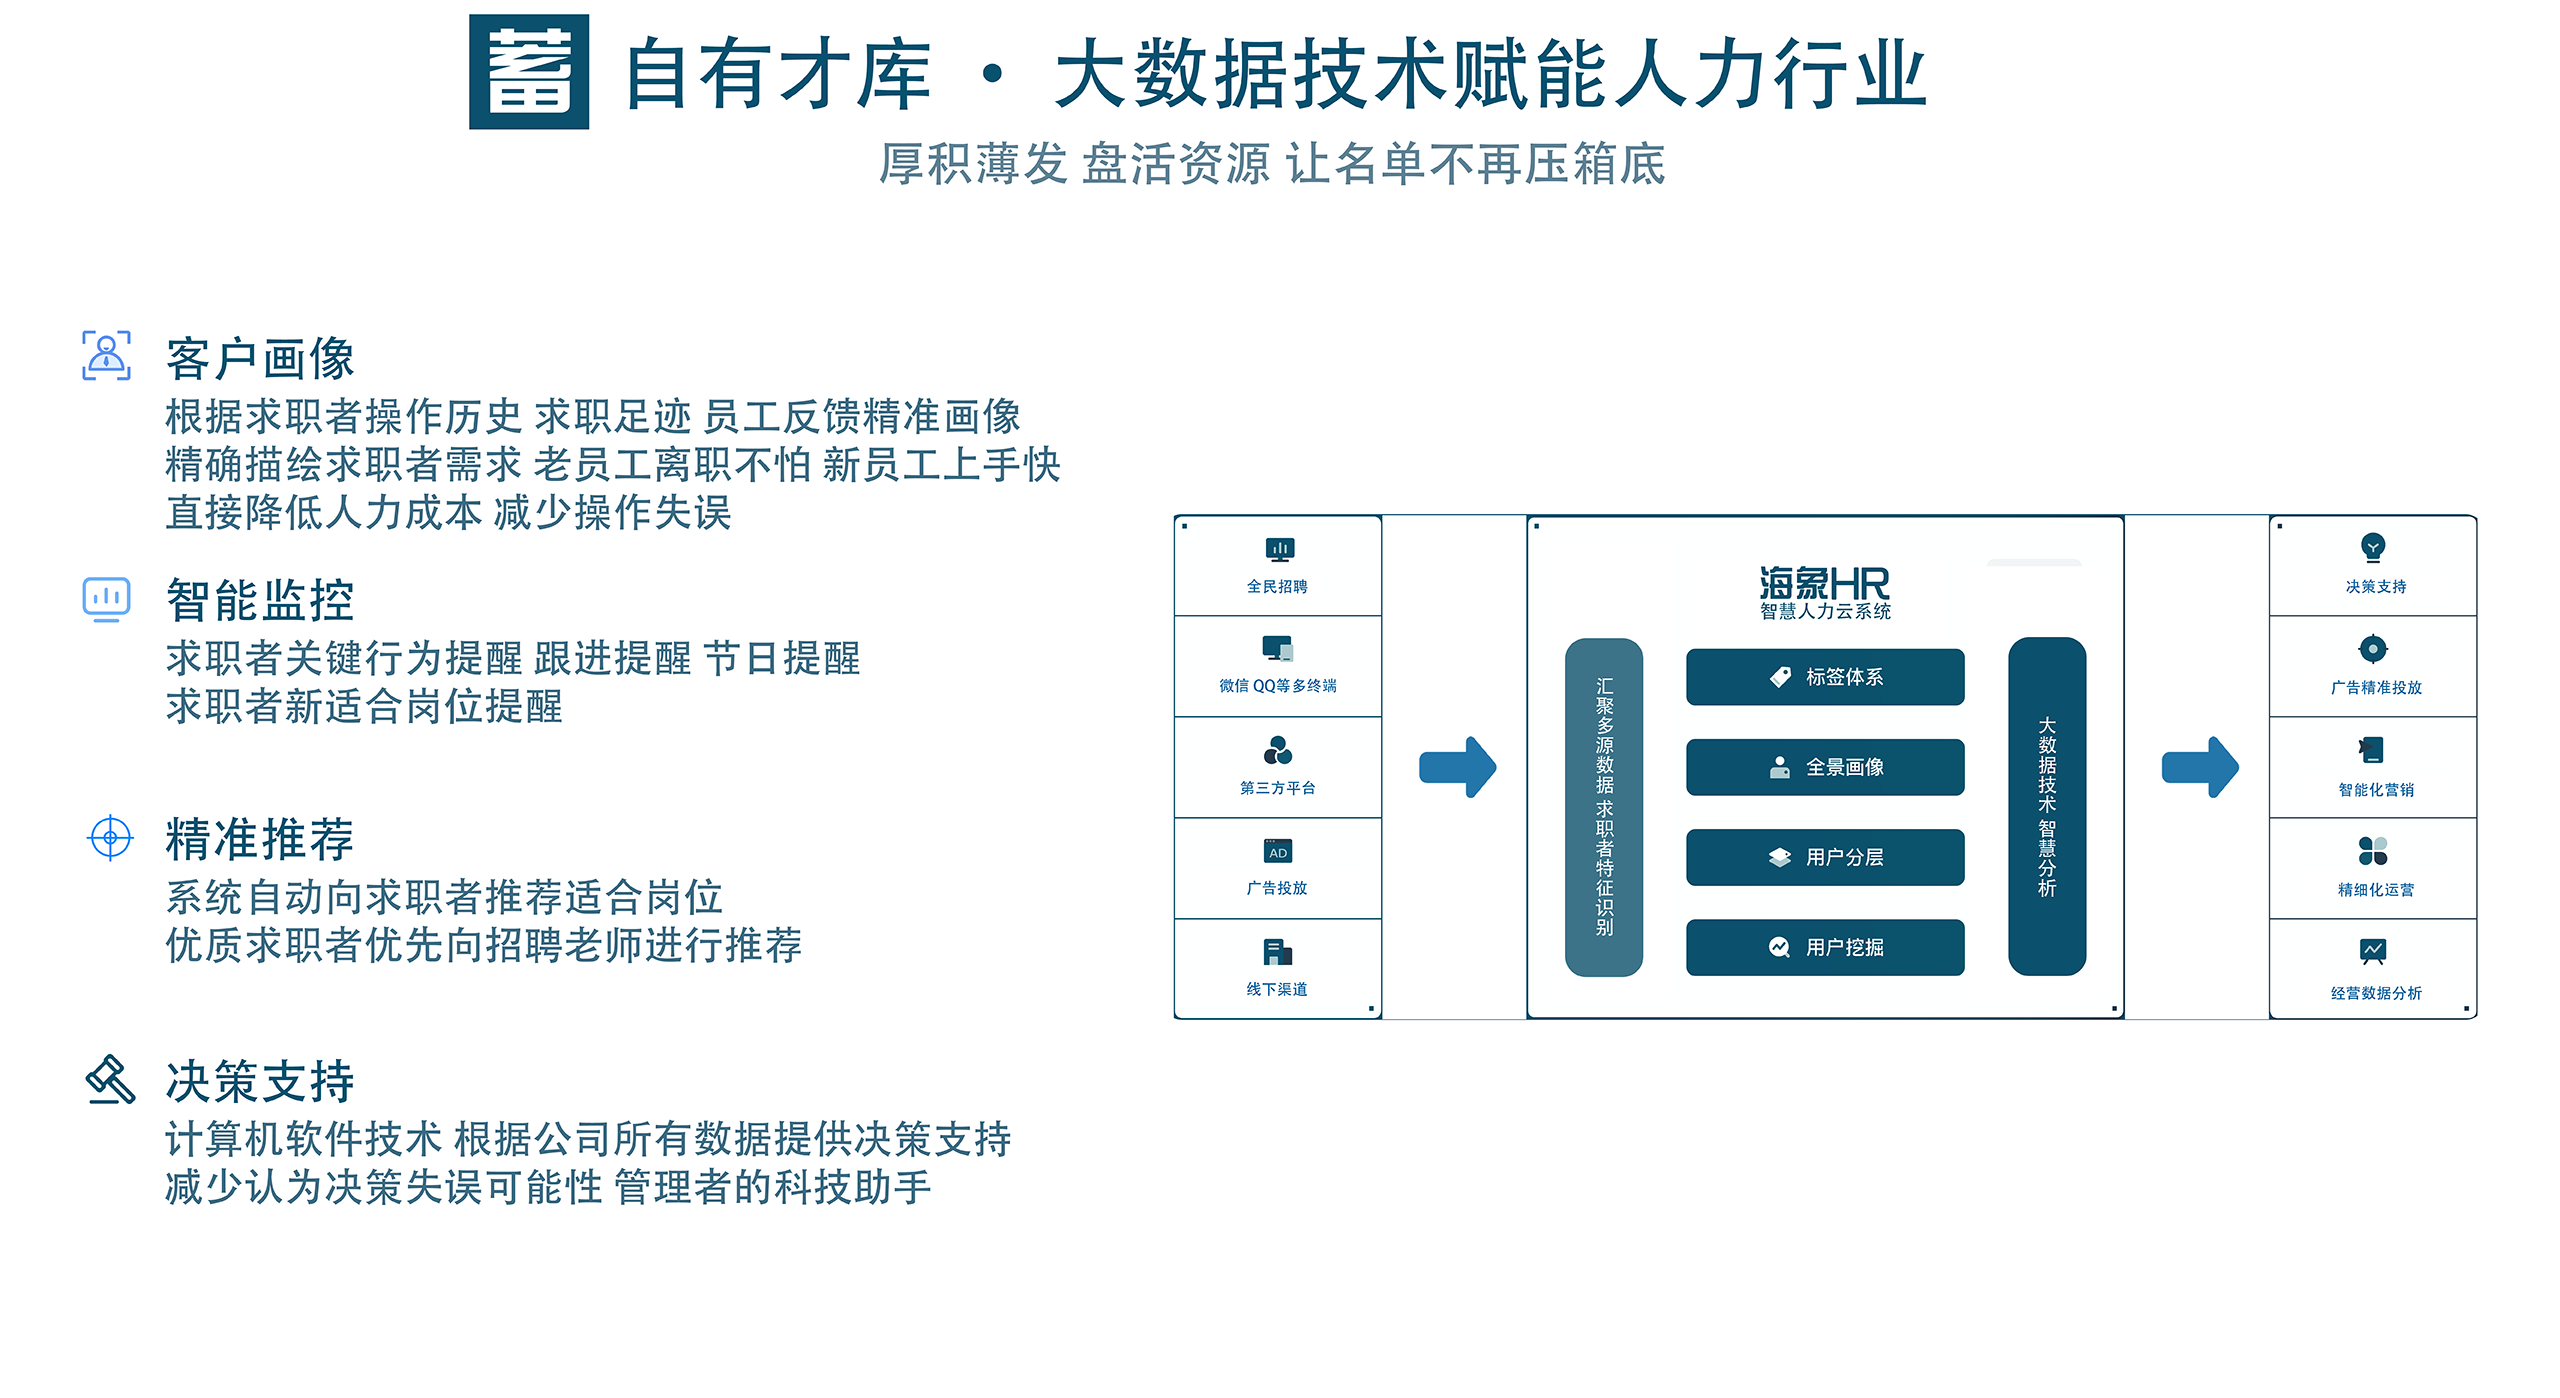 蓄 自有才库 · 大数据技术赋能人力行业
厚积薄发 盘活资源 让名单不再压箱底
客户画像
根据求职者操作历史 求职足迹 员工反馈精准画像
精确描绘求职者需求 老员工离职不怕 新员工上手快
直接降低人力成本 减少操作失误
智能监控
求职者关键行为提醒 跟进提醒 节日提醒
求职者新适合岗位提醒
精准推荐
系统自动向求职者推荐适合岗位
优质求职者优先向招聘老师进行推荐
决策支持
计算机软件技术 根据公司所有数据提供决策支持
减少认为决策失误可能性 管理者的科技助手
全民招聘
微信 QQ等多终端
第三方平台
AD
广告投放
线下渠道
海象HR
智慧人力云系统
汇聚多源数据 求职者特征识别
标签体系
全景画像
用户分层
用户挖掘
大数据技术 智慧分析
决策支持
广告精准投放
智能化营销
精细化运营
经营数据分析